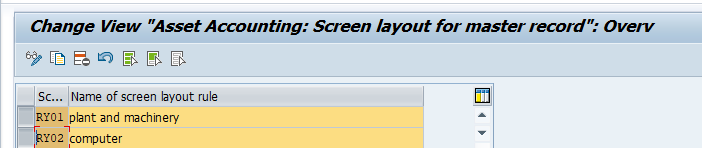 Change View "Asset Accounting: Screen layout for master record": Overv
Sc... Name of screen layout rule
RY01 plant and machinery
RY02 computer